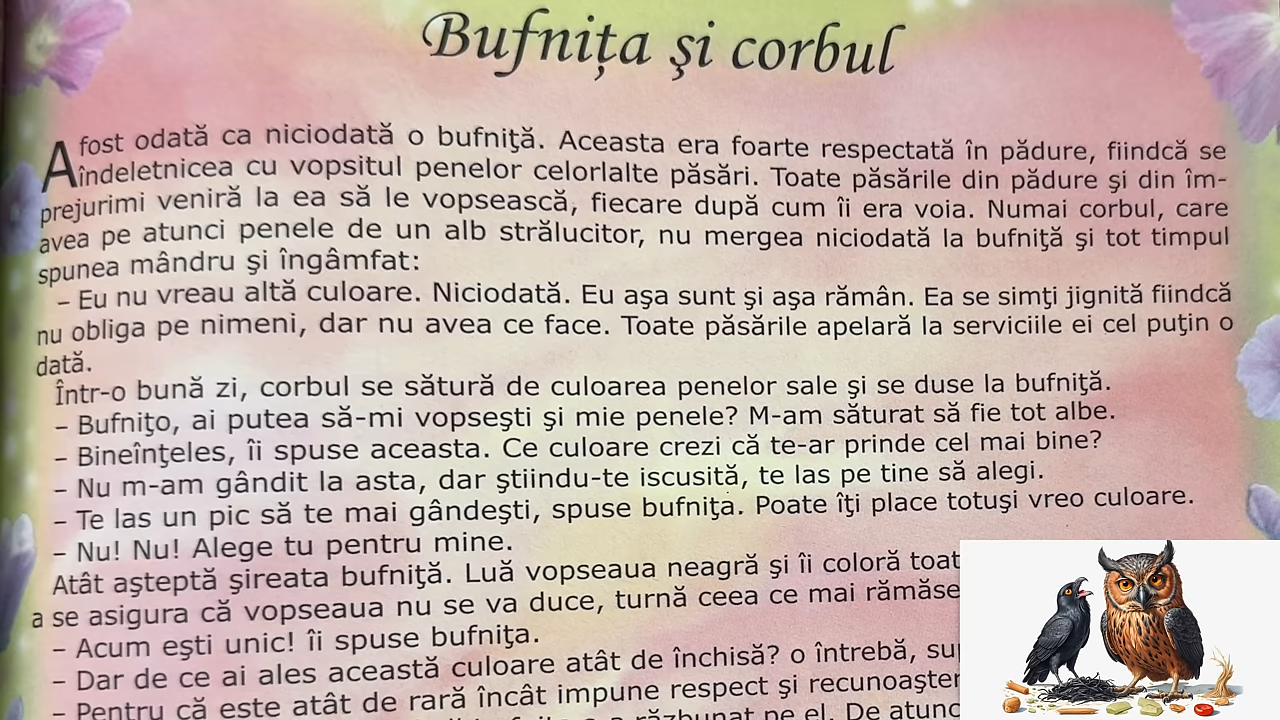 Bufnița şi corbul
A fost odată ca niciodată o bufniţă. Aceasta era foarte respectată în pădure, fiindcă se
îndeletnicea cu vopsitul penelor celorlalte păsări. Toate păsările din pădure şi din îm-
prejurimi veniră la ea să le vopsească, fiecare după cum îi era voia. Numai corbul, care
avea pe atunci penele de un alb strălucitor, nu mergea niciodată la bufniţă şi tot timpul
spunea mândru şi îngâmfat:
– Eu nu vreau altă culoare. Niciodată. Eu aşa sunt şi aşa rămân. Ea se simţi jignită fiindcă
nu obliga pe nimeni, dar nu avea ce face. Toate păsările apelară la serviciile ei cel puţin o
dată.
Într-o bună zi, corbul se sătură de culoarea penelor sale şi se duse la bufniţă.
– Bufniţo, ai putea să-mi vopseşti şi mie penele? M-am săturat să fie tot albe.
– Bineînţeles, îi spuse aceasta. Ce culoare crezi că te-ar prinde cel mai bine?
– Nu m-am gândit la asta, dar ştiindu-te iscusită, te las pe tine să alegi.
– Te las un pic să te mai gândeşti, spuse bufniţa. Poate îţi place totuşi vreo culoare.
– Nu! Nu! Alege tu pentru mine.
Atât aşteptă şireata bufniţă. Luă vopseaua neagră şi îi coloră toat
a se asigura că vopseaua nu se va duce, turnă ceea ce mai rămăse
– Acum eşti unic! îi spuse bufniţa.
– Dar de ce ai ales această culoare atât de închisă? o întrebă,
– Pentru că este atât de rară încât impune respect şi
răzbunat pe el. De